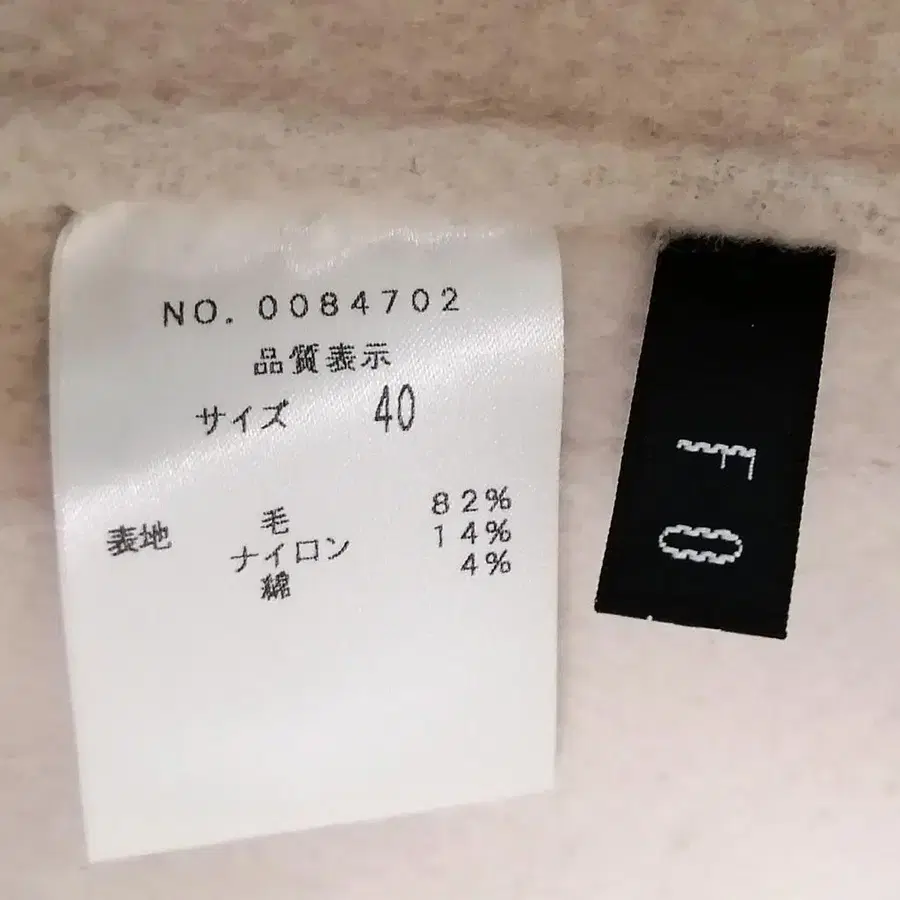 NO. 0084702
品質表示
サイズ 40
表地 毛 82%
ナイロン 14%
綿 4%